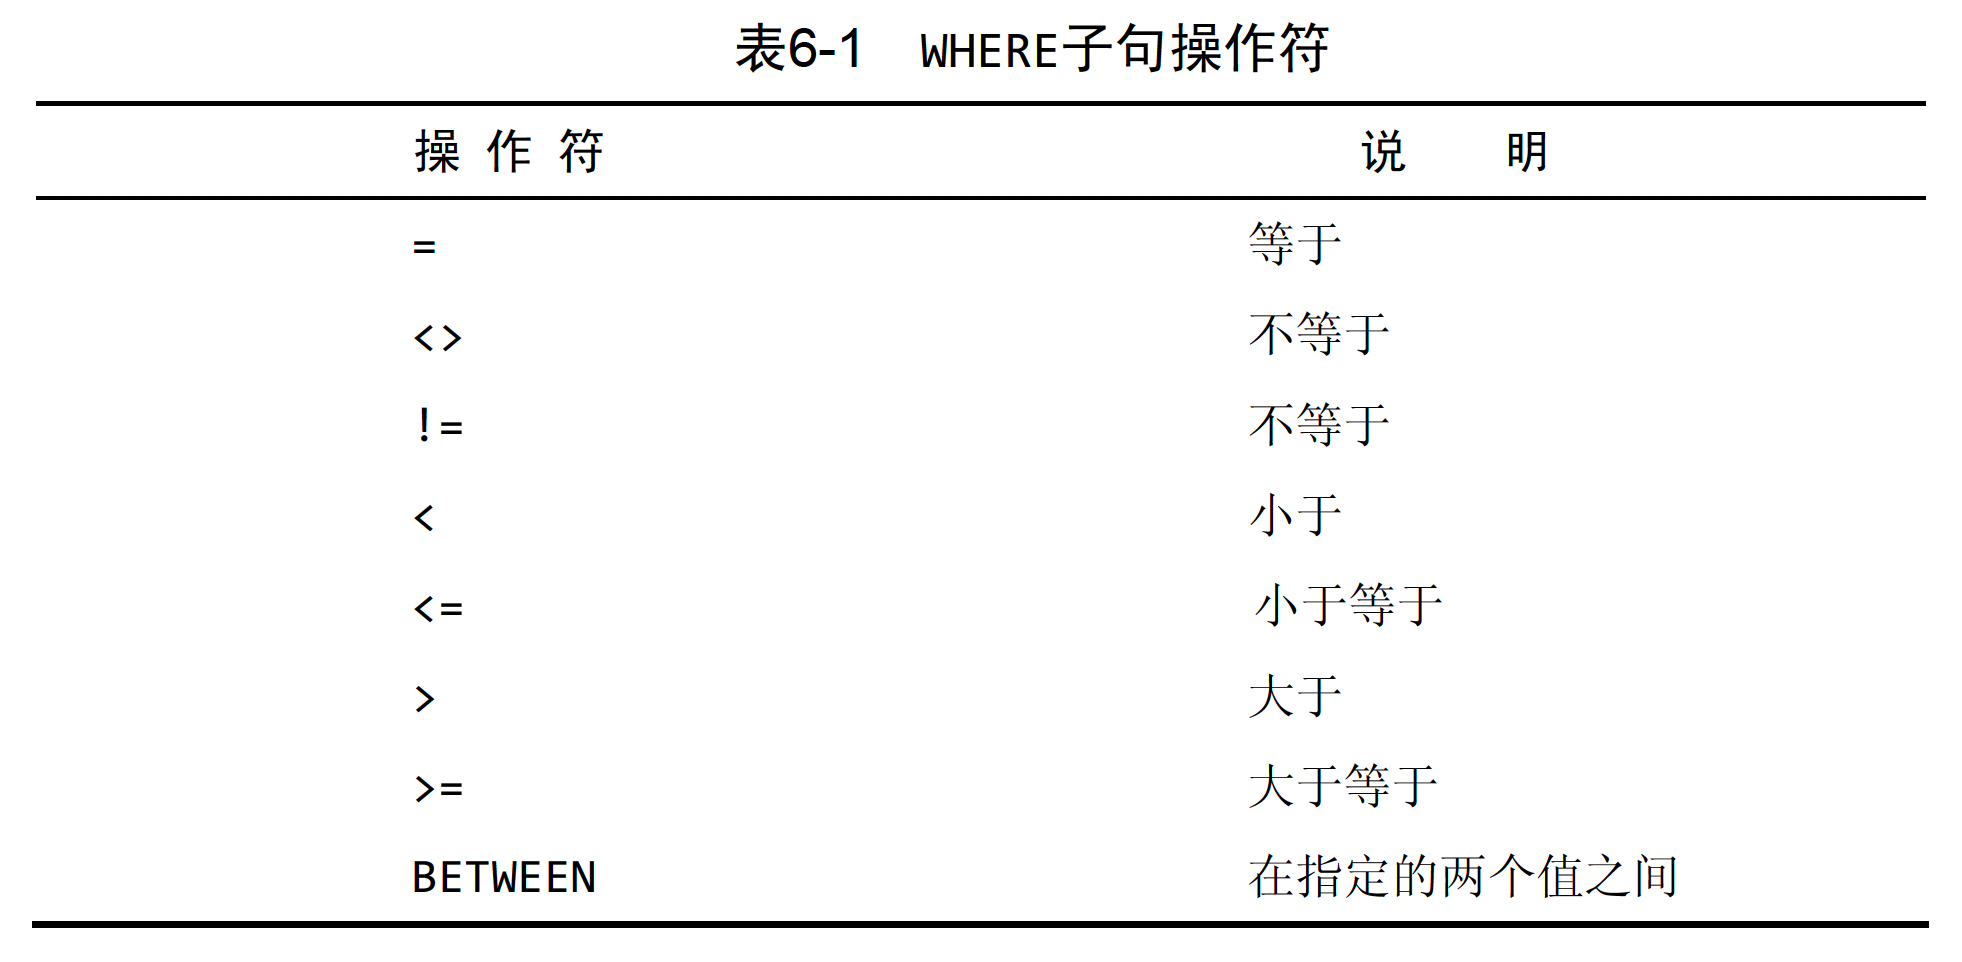 表6-1 WHERE子句操作符
操 作 符 说 明
= 等于
<> 不等于
!= 不等于
< 小于
<= 小于等于
> 大于
>= 大于等于
BETWEEN 在指定的两个值之间